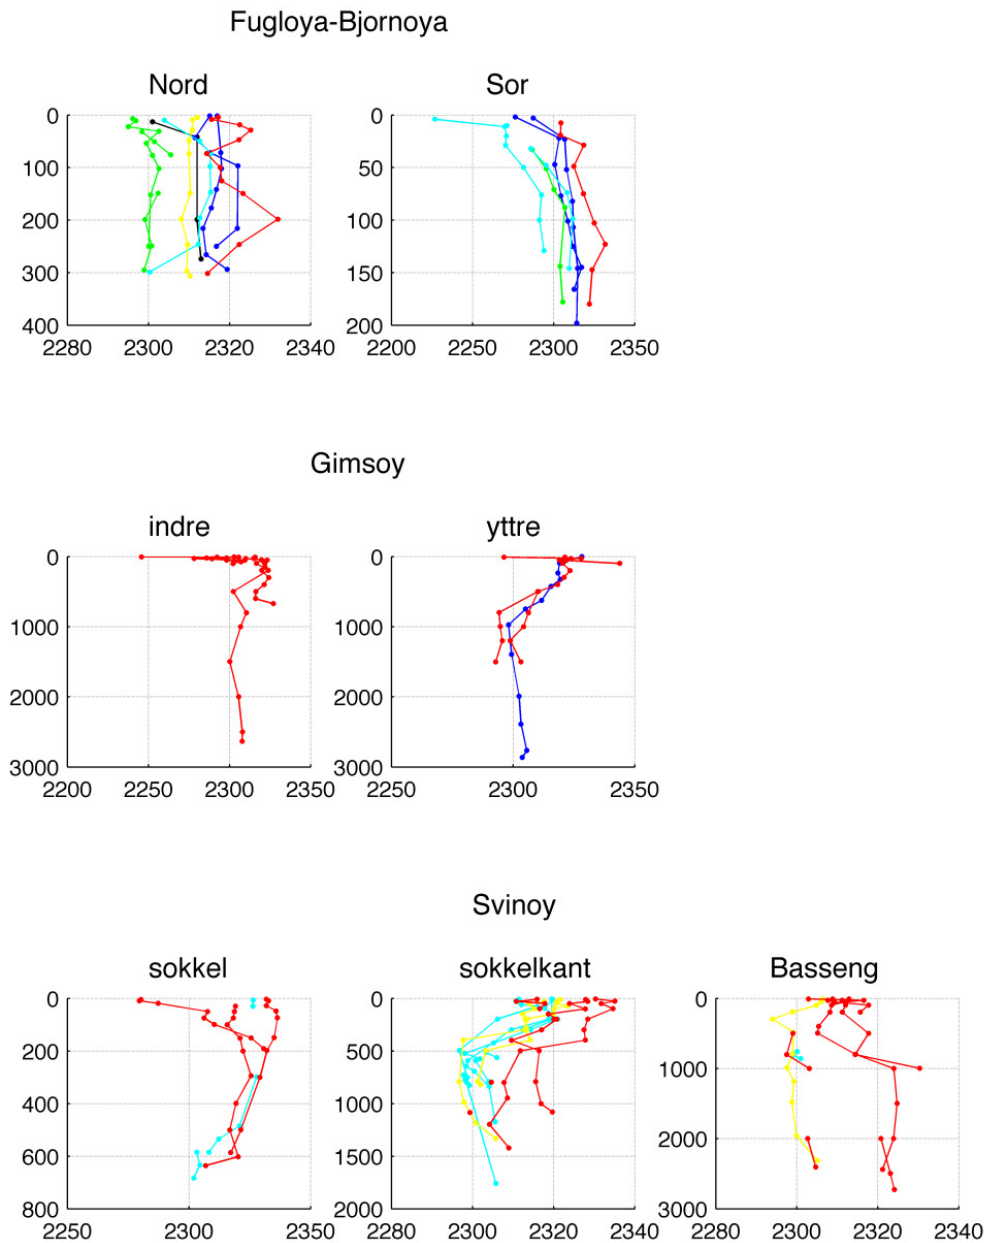 Fugloya-Bjornoya
Nord Sor
0 0
100 50
200 100
300 150
400 200
2280 2300 2320 2340 2200 2250 2300 2350
Gimsoy
indre yttre
0 0
1000 1000
2000 2000
3000 3000
2200 2250 2300 2350 2250 2300 2350
Svinoy
sokkel sokkelkant Basseng
0 0 0
200 500 1000
400 1000 2000
600 1500 3000
800 2000
2250 2300 2350 2280 2300 2320 2340 2280 2300 2320 2340